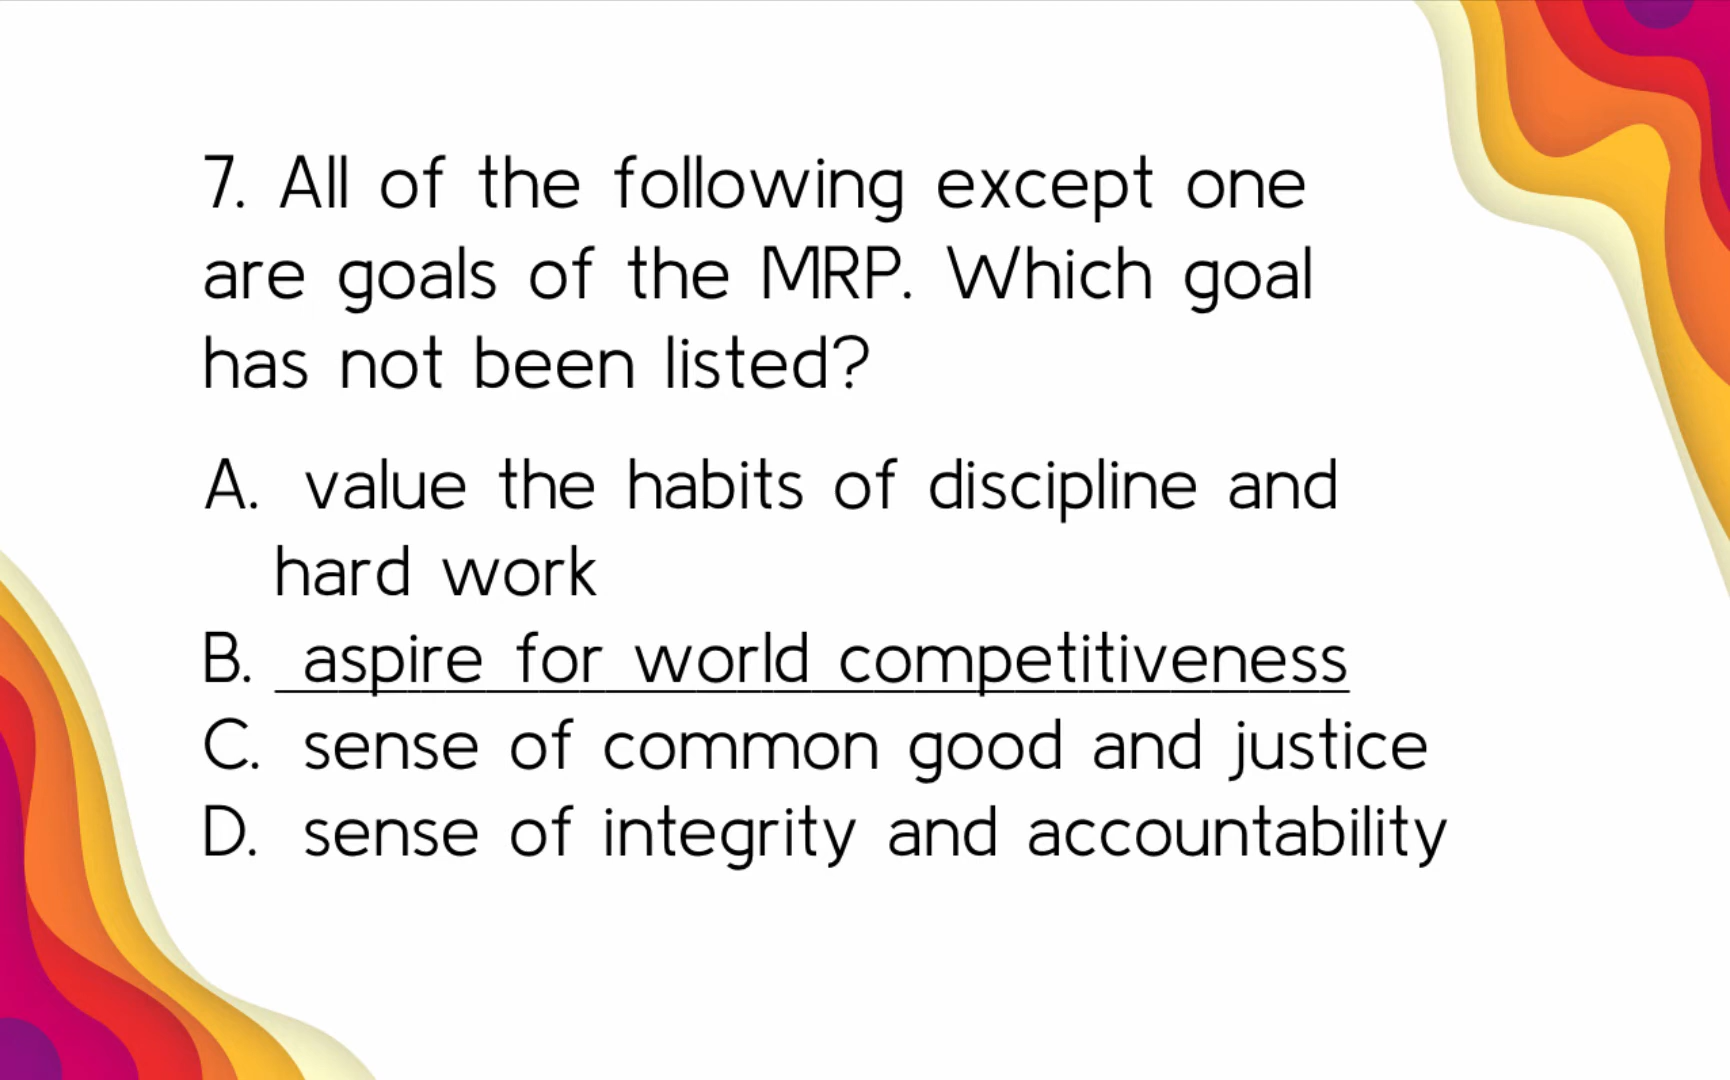 7. All of the following except one
are goals of the MRP. Which goal
has not been listed?
A. value the habits of discipline and
hard work
B. aspire for world competitiveness
C. sense of common good and justice
D. sense of integrity and accountability